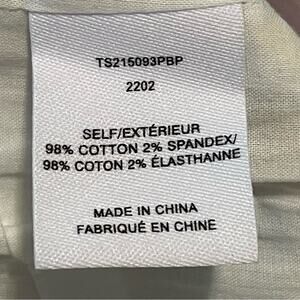 TS215093PBP
2202
SELF/EXTÉRIEUR
98% COTTON 2% SPANDEX/
98% COTON 2% ÉLASTHANNE
MADE IN CHINA
FABRIQUÉ EN CHINE